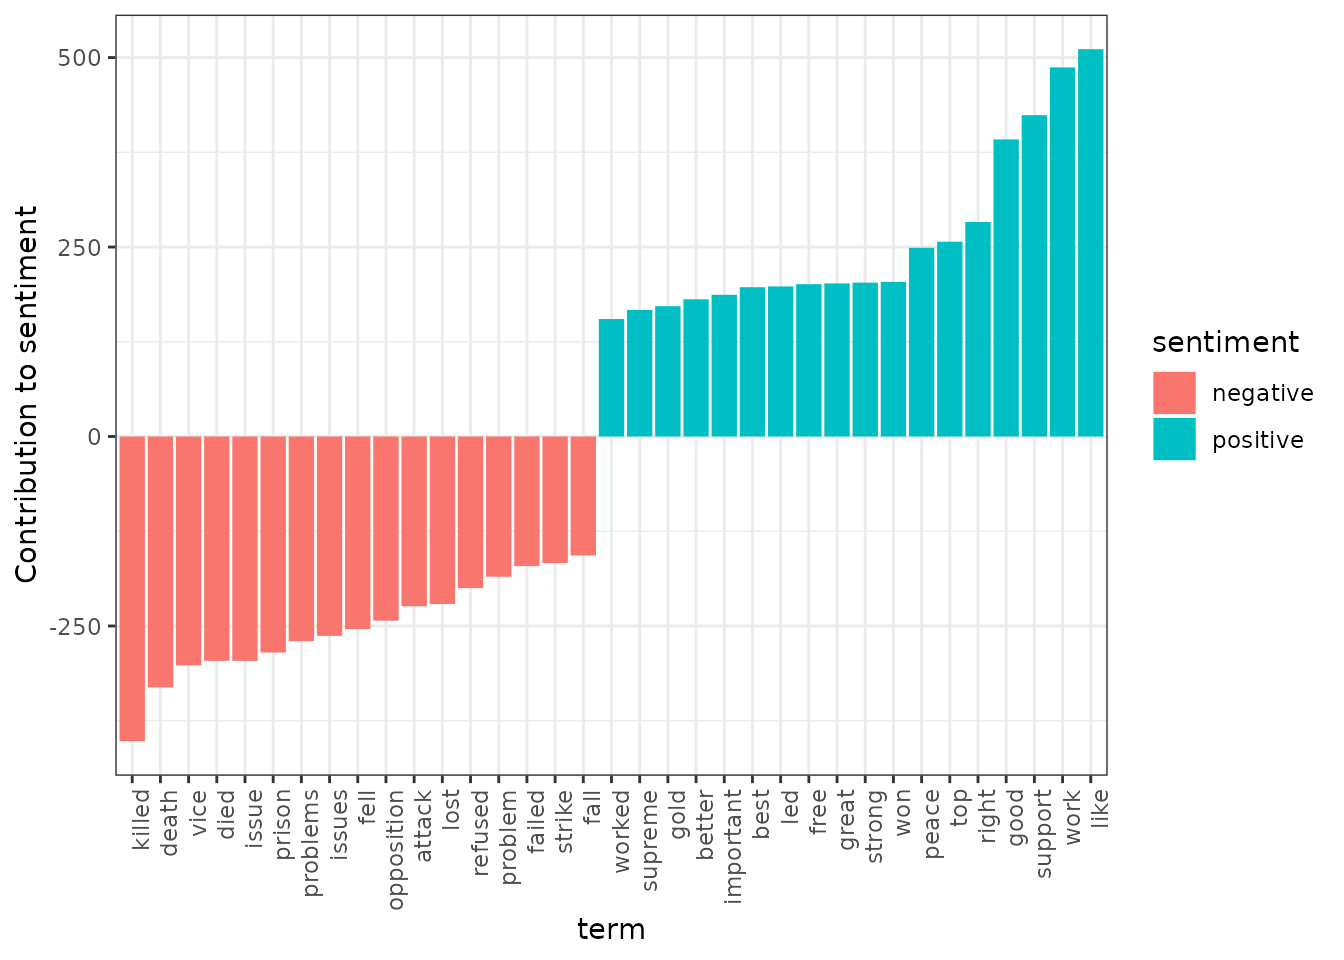 500
250
0
-250
Contribution to sentiment
killed
death
vice
died
issue
prison
problems
issues
fell
opposition
attack
lost
refused
problem
failed
strike
fall
worked
supreme
gold
better
important
best
led
free
great
strong
won
peace
top
right
good
support
work
like
term
sentiment
negative
positive